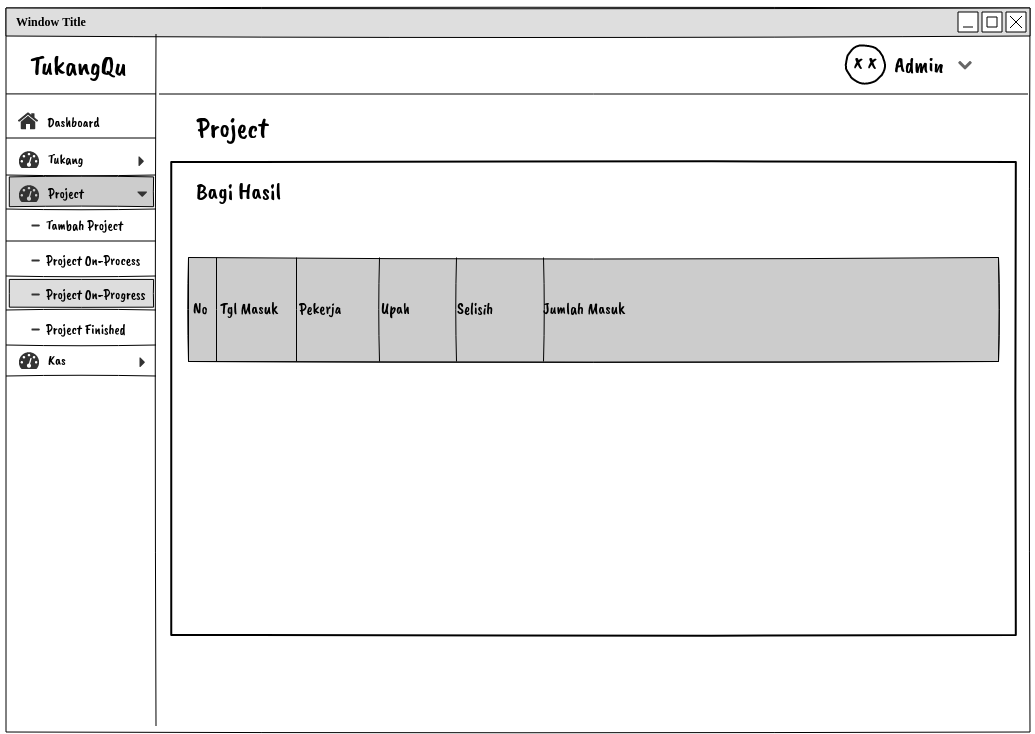 Window Title
TukangQu
Admin
Dashboard
Tukang
Project
Tambah Project
Project On-Process
Project On-Progress
Project Finished
Kas
Project
Bagi Hasil
No Tgl Masuk Pekerja Upah Selisih Jumlah Masuk